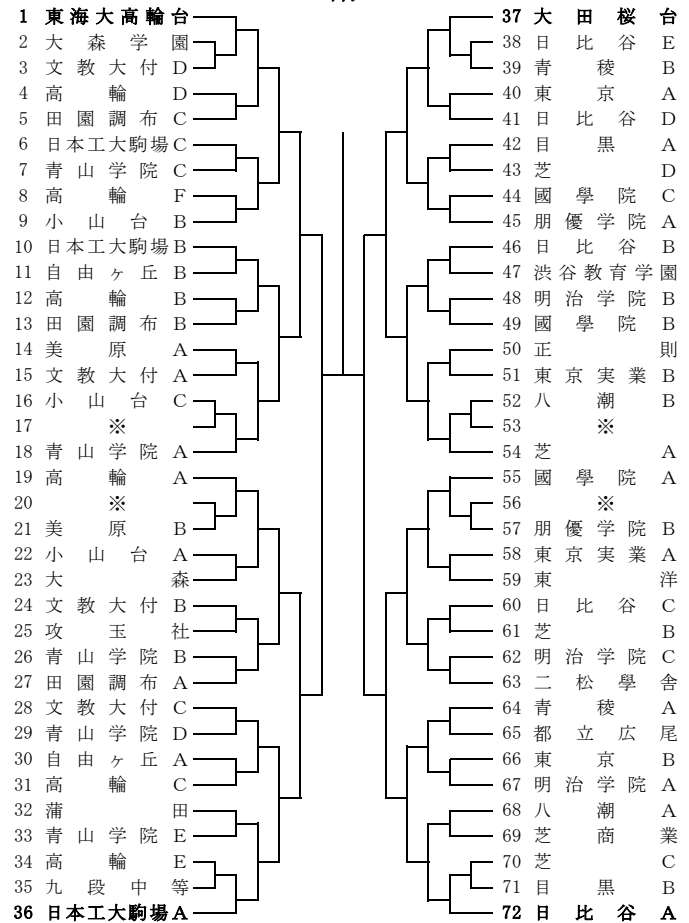 1 東海大高輪台
2 大森学園
3 文教大付 D
4 高輪 D
5 田園調布 C
6 日本工大駒場 C
7 青山学院 C
8 高輪 F
9 小山台 B
10 日本工大駒場 B
11 自由ヶ丘 B
12 高輪 B
13 田園調布 B
14 美原 A
15 文教大付 A
16 小山台 C
17 ※
18 青山学院 A
19 高輪 A
20 ※
21 美原 B
22 小山台 A
23 大森
24 文教大付 B
25 攻玉社
26 青山学院 B
27 田園調布 A
28 文教大付 C
29 青山学院 D
30 自由ヶ丘 A
31 高輪 C
32 蒲田
33 青山学院 E
34 高輪 E
35 九段中等
36 日本工大駒場 A
37 大田桜台
38 日比谷 E
39 青稜 B
40 東京 A
41 日比谷 D
42 目黒 A
43 芝 D
44 國學院 C
45 朋優学院 A
46 日比谷 B
47 渋谷教育学園
48 明治学院 B
49 國學院 B
50 正則
51 東京実業 B
52 八潮 B
53 ※
54 芝 A
55 國學院 A
56 ※
57 朋優学院 B
58 東京実業 A
59 東洋
60 日比谷 C
61 芝 B
62 明治学院 C
63 二松學舎
64 青稜 A
65 都立広尾
66 東京 B
67 明治学院 A
68 八潮 A
69 芝商業
70 芝 C
71 目黒 B
72 日比谷 A